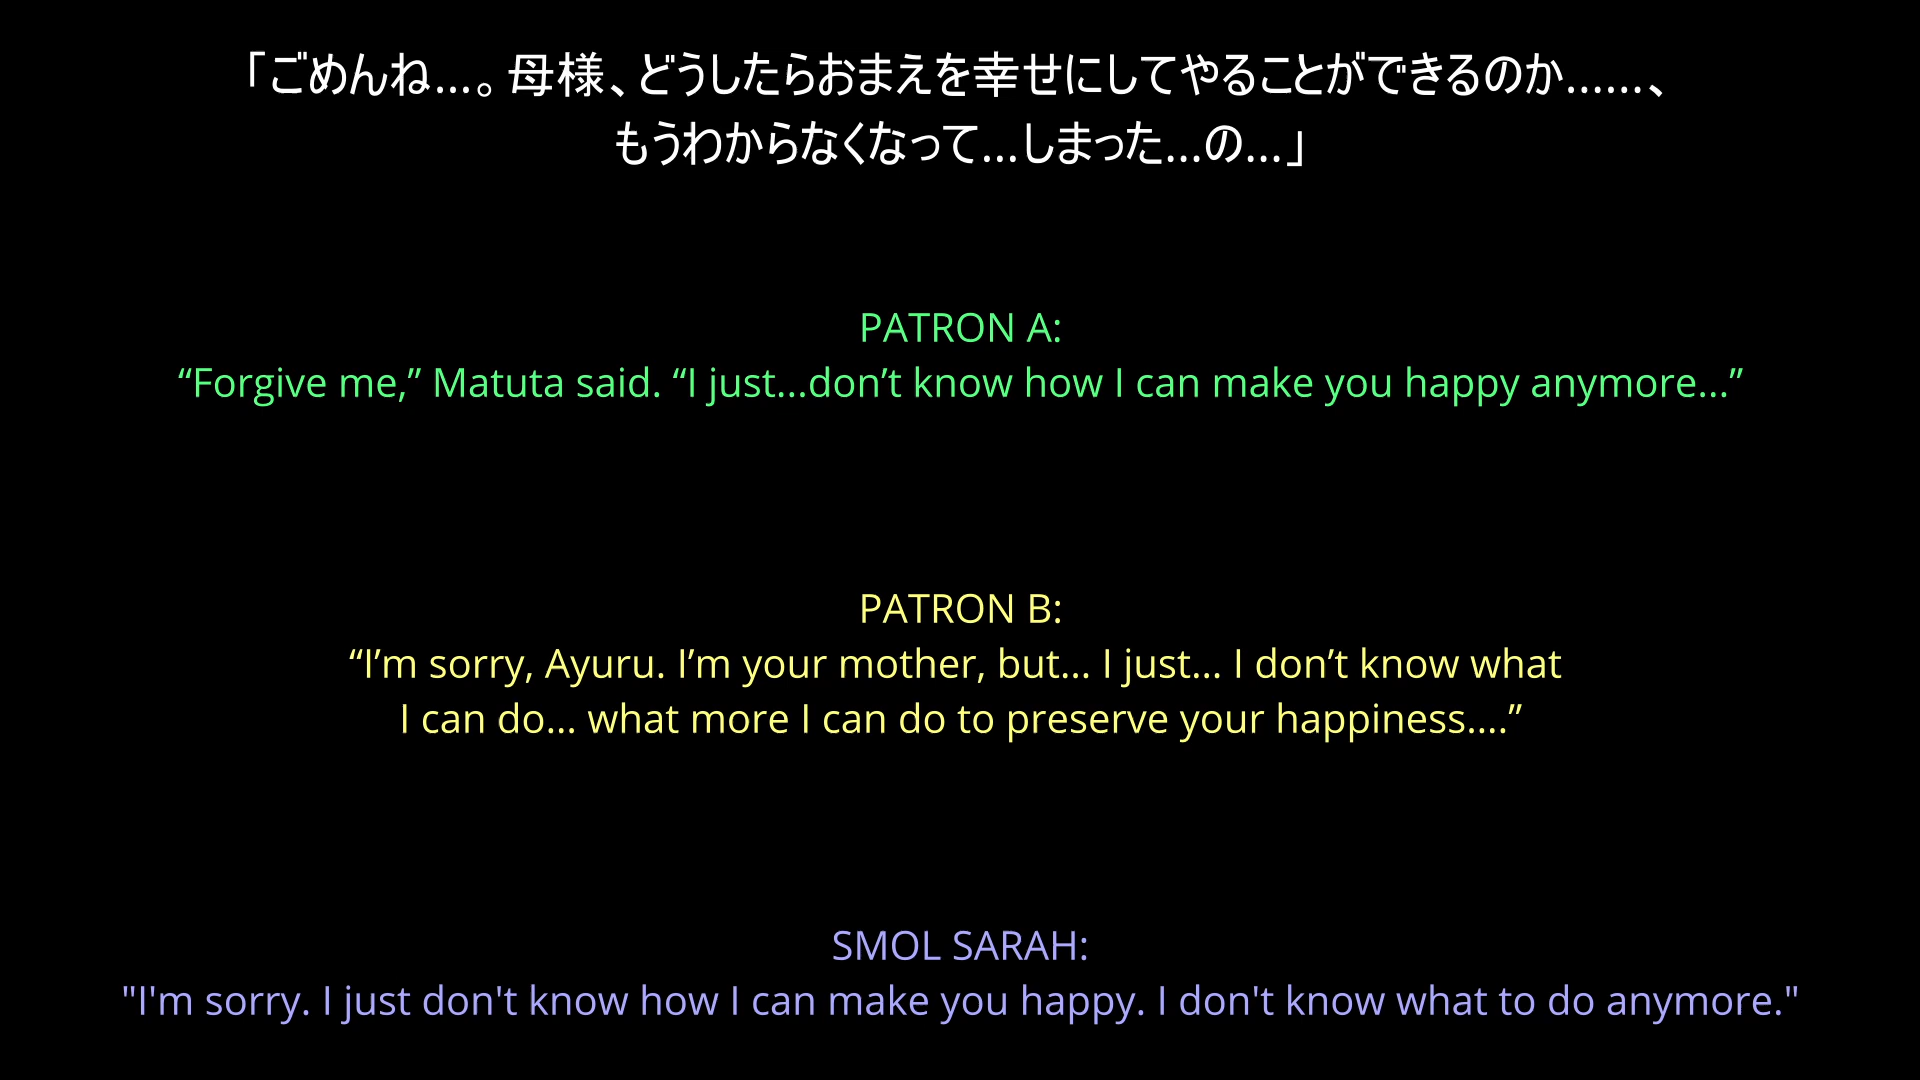 「ごめんね…。母様、どうしたらおまえを幸せにしてやることができるのか……、
もうわからなくなって…しまった…の…」
PATRON A:
“Forgive me,” Matuta said. “I just…don’t know how I can make you happy anymore…”
PATRON B:
“I’m sorry, Ayuru. I’m your mother, but… I just… I don’t know what
I can do… what more I can do to preserve your happiness….”
SMOL SARAH:
"I'm sorry. I just don't know how I can make you happy. I don't know what to do anymore."